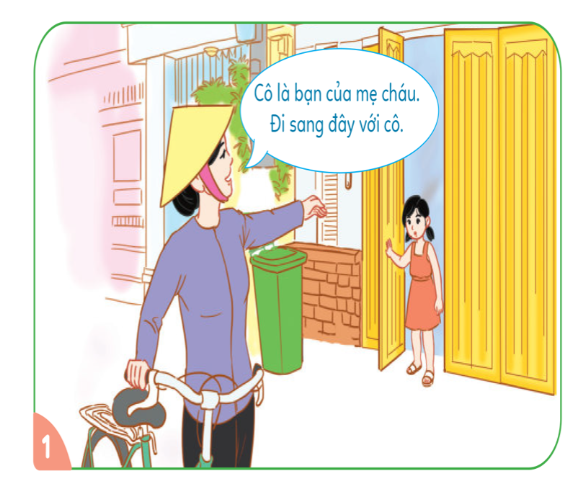 Cô là bạn của mẹ cháu.
Đi sang đây với cô.
1